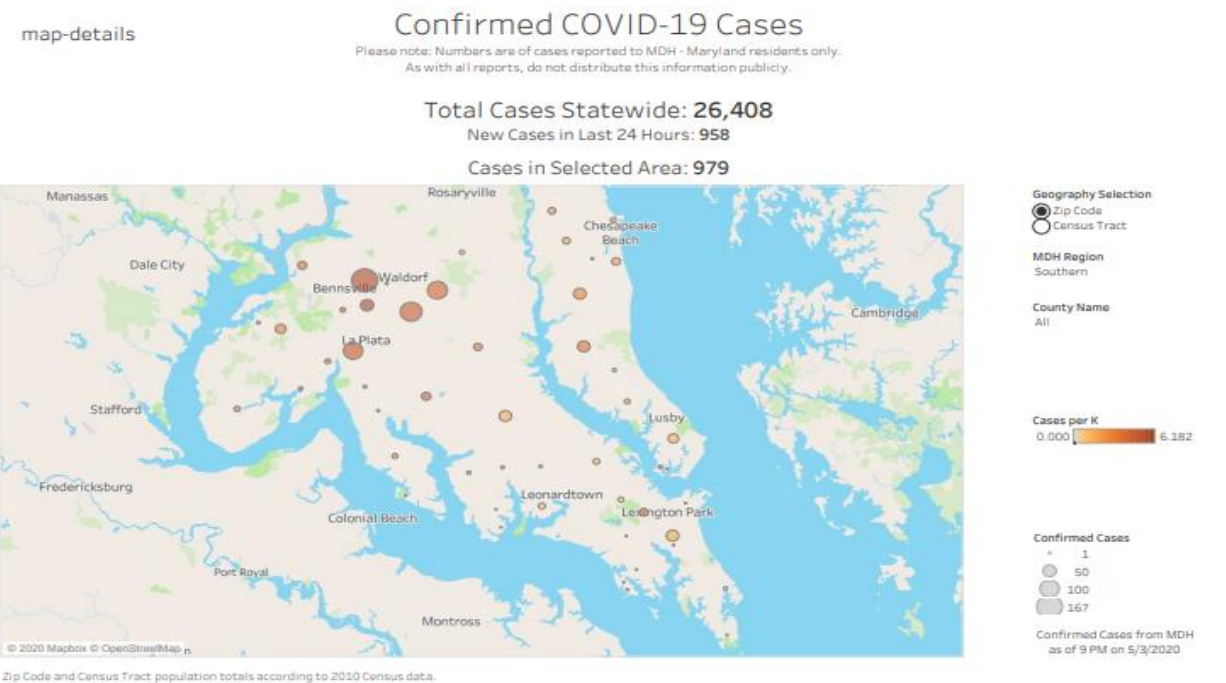 map-details
Confirmed COVID-19 Cases
Please note: Numbers are of cases reported to MDH - Maryland residents only.
As with all reports, do not distribute this information publicly.
Total Cases Statewide: 26,408
New Cases in Last 24 Hours: 958
Cases in Selected Area: 979
Manassas
Rosaryville
Chesapeake
Beach
Dale City
Waldorf
Bennsville
Cambridge
La Plata
Stafford
Lusby
Fredericksburg
Leonardtown
Colonial Beach
Lexington Park
Port Royal
Montross
© 2020 Mapbox © OpenStreetMap
n
Geography Selection
Zip Code
Census Tract
MDH Region
Southern
County Name
All
Cases per K
0.000 6.182
Confirmed Cases
1
50
100
167
Confirmed Cases from MDH
as of 9 PM on 5/3/2020
Zip Code and Census Tract population totals according to 2010 Census data.